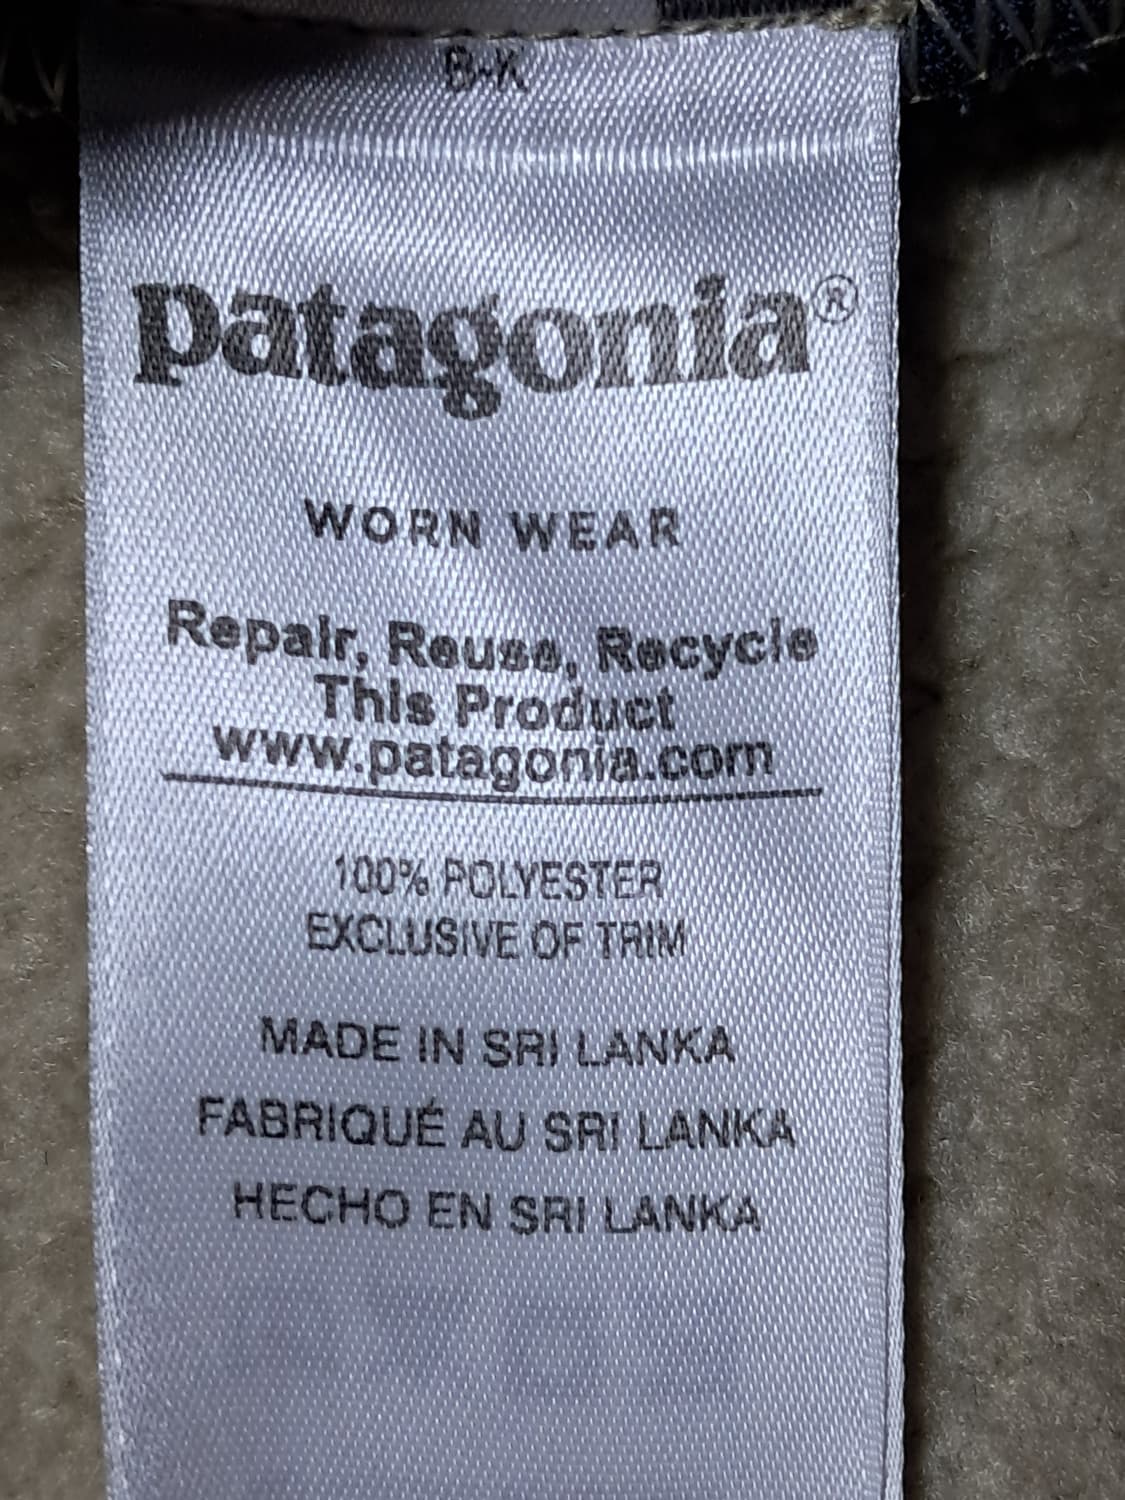 B-K
patagonia®
WORN WEAR
Repair, Reuse, Recycle
This Product
www.patagonia.com
100% POLYESTER
EXCLUSIVE OF TRIM
MADE IN SRI LANKA
FABRIQUÉ AU SRI LANKA
HECHO EN SRI LANKA